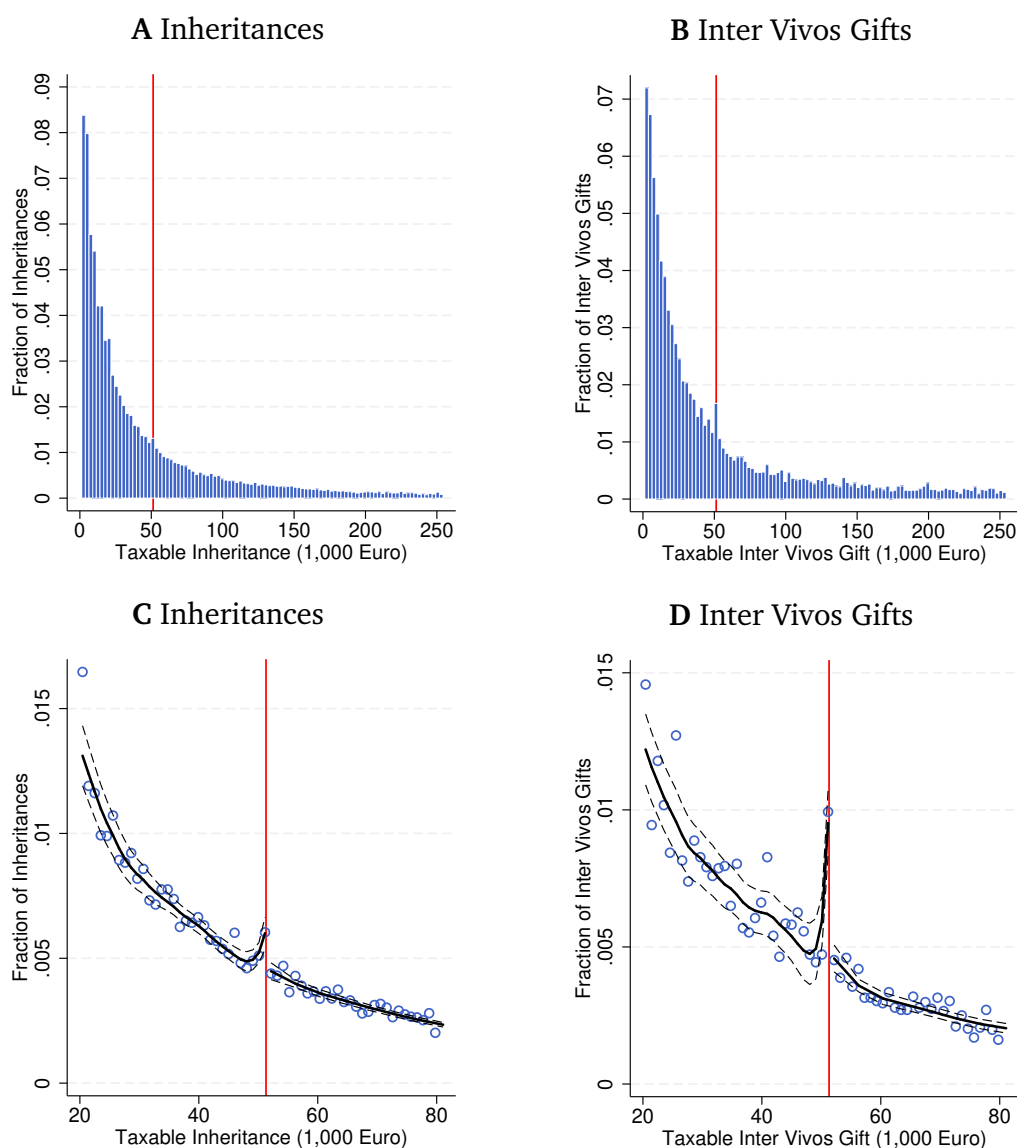 A Inheritances
Fraction of Inheritances
0 .01 .02 .03 .04 .05 .06 .07 .08 .09
0 50 100 150 200 250
Taxable Inheritance (1,000 Euro)
B Inter Vivos Gifts
Fraction of Inter Vivos Gifts
0 .01 .02 .03 .04 .05 .06 .07
0 50 100 150 200 250
Taxable Inter Vivos Gift (1,000 Euro)
C Inheritances
Fraction of Inheritances
0 .005 .01 .015
20 40 60 80
Taxable Inheritance (1,000 Euro)
D Inter Vivos Gifts
Fraction of Inter Vivos Gifts
0 .005 .01 .015
20 40 60 80
Taxable Inter Vivos Gift (1,000 Euro)